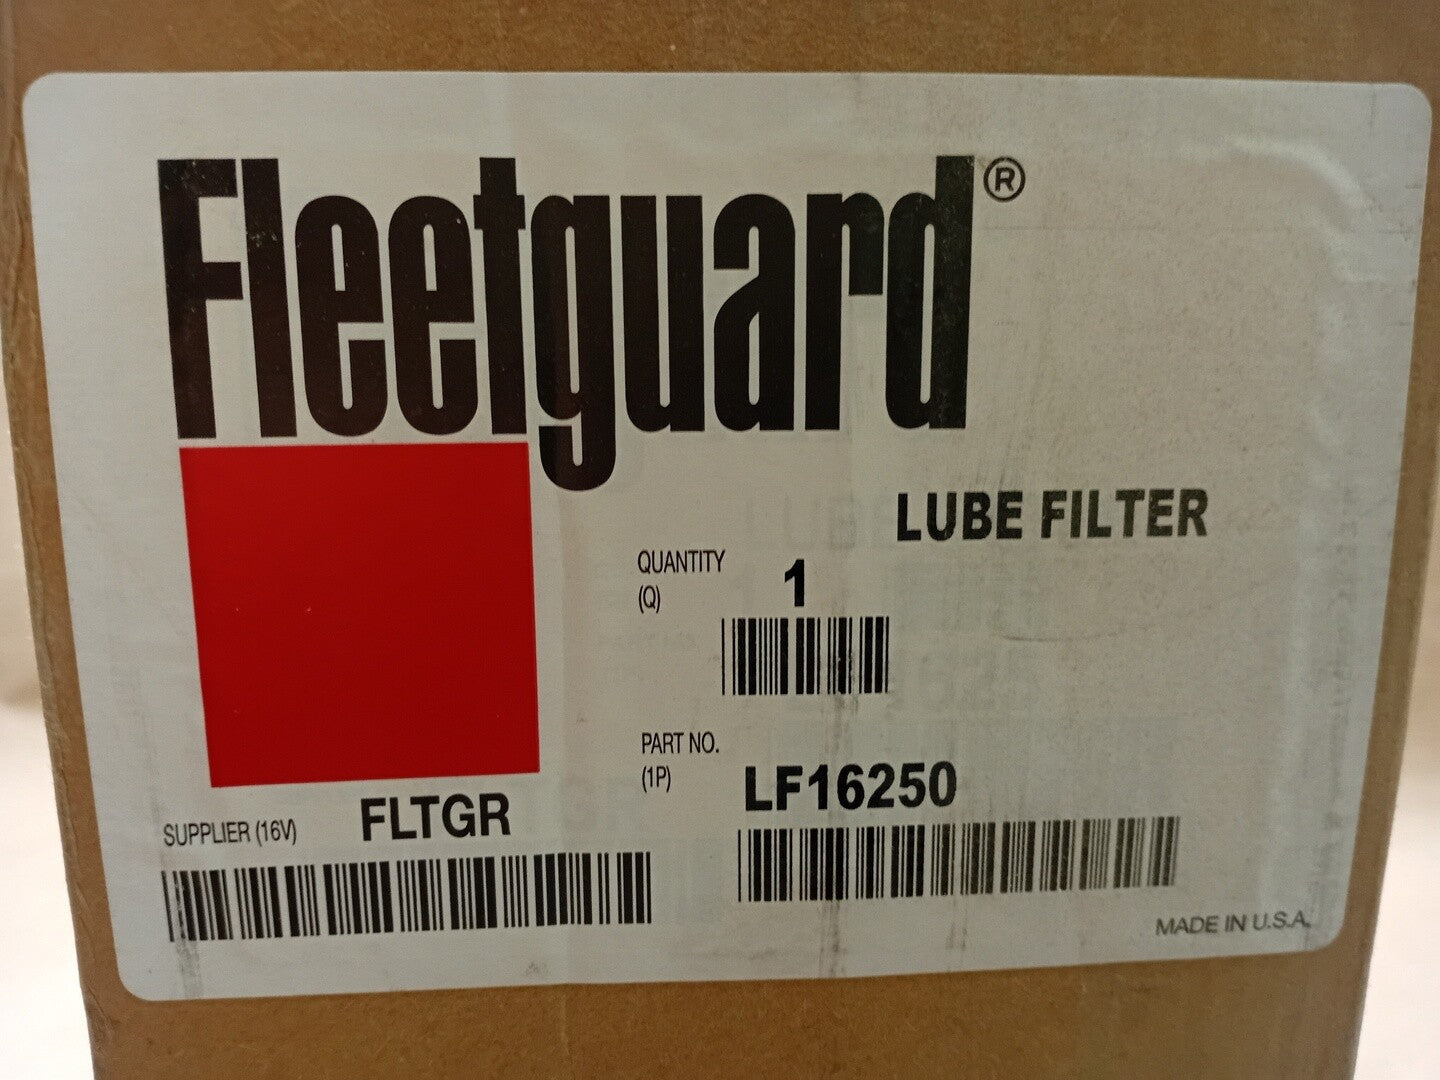 Fleetguard®
LUBE FILTER
QUANTITY
(Q)
1
PART NO.
(1P)
LF16250
SUPPLIER (16V)
FLTGR
MADE IN U.S.A.